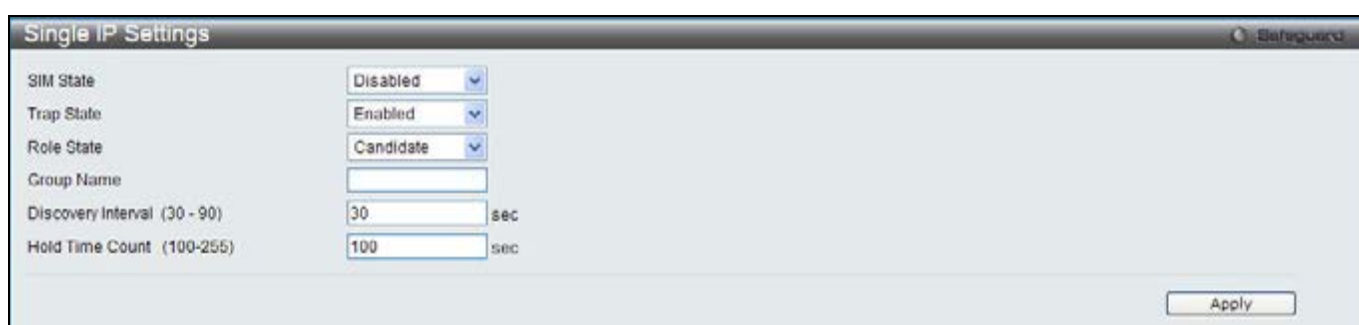 Single IP Settings
Safeguard
SIM State Disabled
Trap State Enabled
Role State Candidate
Group Name
Discovery Interval (30 - 90) 30 sec
Hold Time Count (100-255) 100 sec
Apply